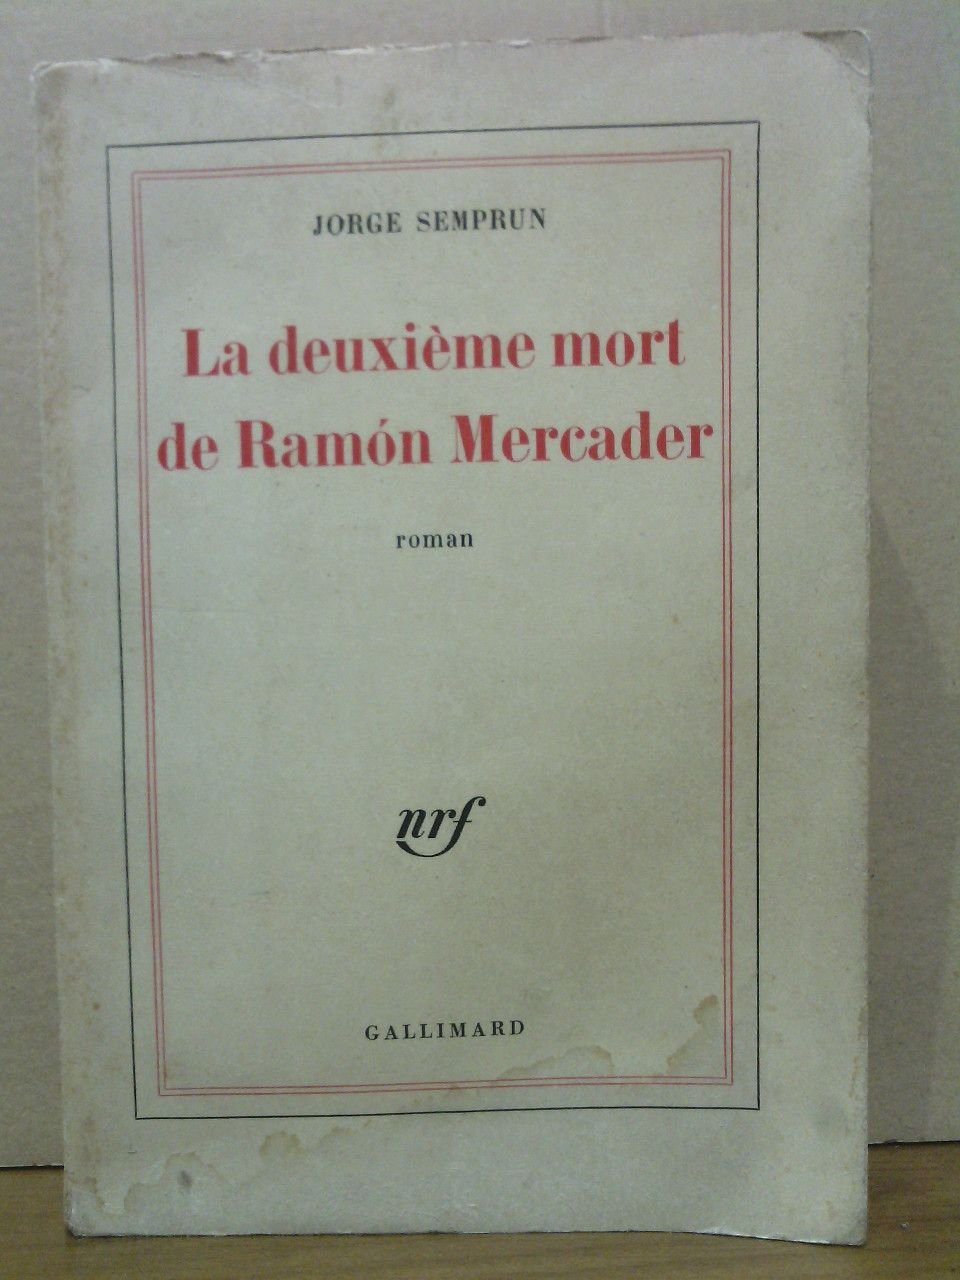 JORGE SEMPRUN
La deuxième mort
de Ramón Mercader
roman
nrf
GALLIMARD